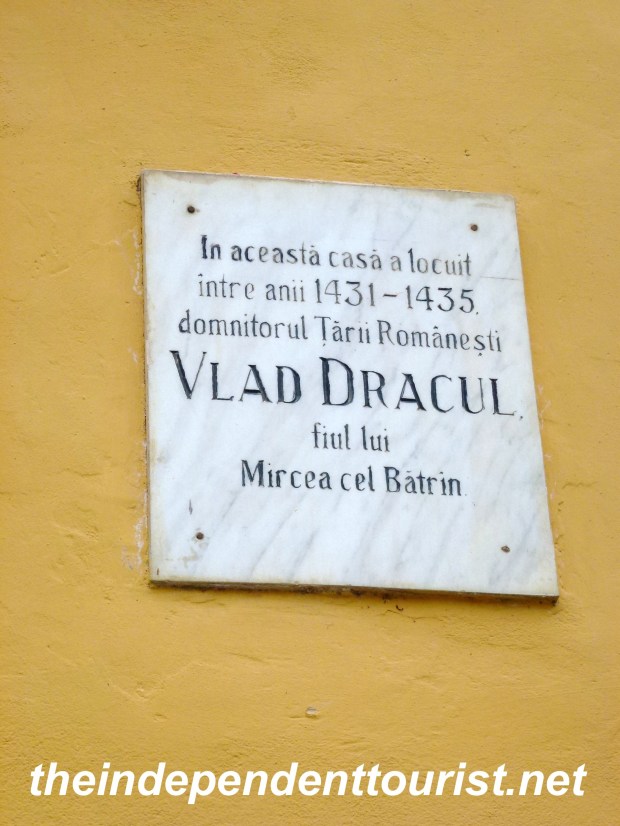 In această casă a locuit
între anii 1431-1435,
domnitorul Țării Românești
VLAD DRACUL,
fiul lui
Mircea cel Bătrîn
theindependenttourist.net